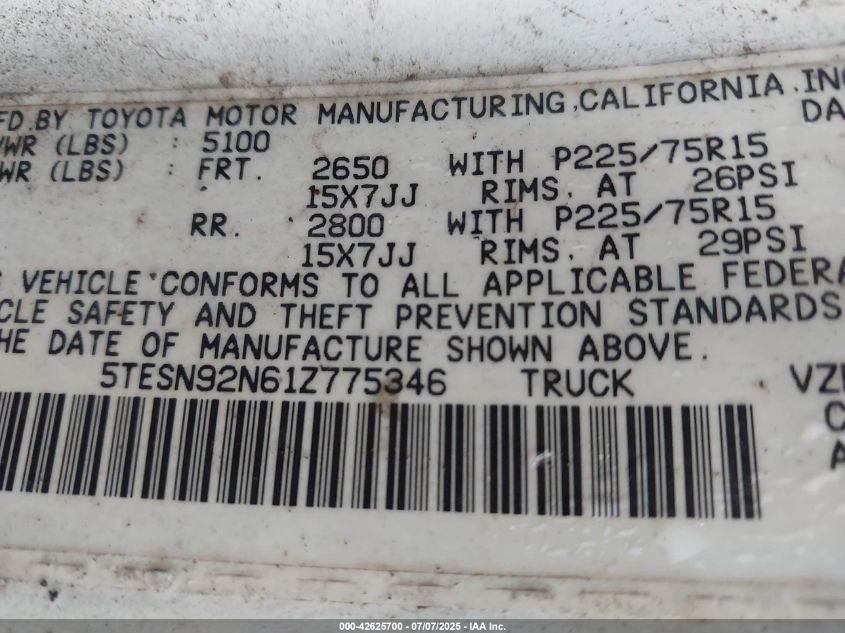 FD.BY TOYOTA MOTOR MANUFACTURING,CALIFORNIA.INC
DA
VWR (LBS) : 5100
WR (LBS) : FRT. 2650 WITH P225/75R15
15X7JJ RIMS, AT 26PSI
RR. 2800 WITH P225/75R15
15X7JJ RIMS, AT 29PSI
S VEHICLE CONFORMS TO ALL APPLICABLE FEDERA
CLE SAFETY AND THEFT PREVENTION STANDARDS
HE DATE OF MANUFACTURE SHOWN ABOVE.
5TESN92N61Z775346 TRUCK VZ
C
A
000-42625700 - 07/07/2025 - IAA Inc.